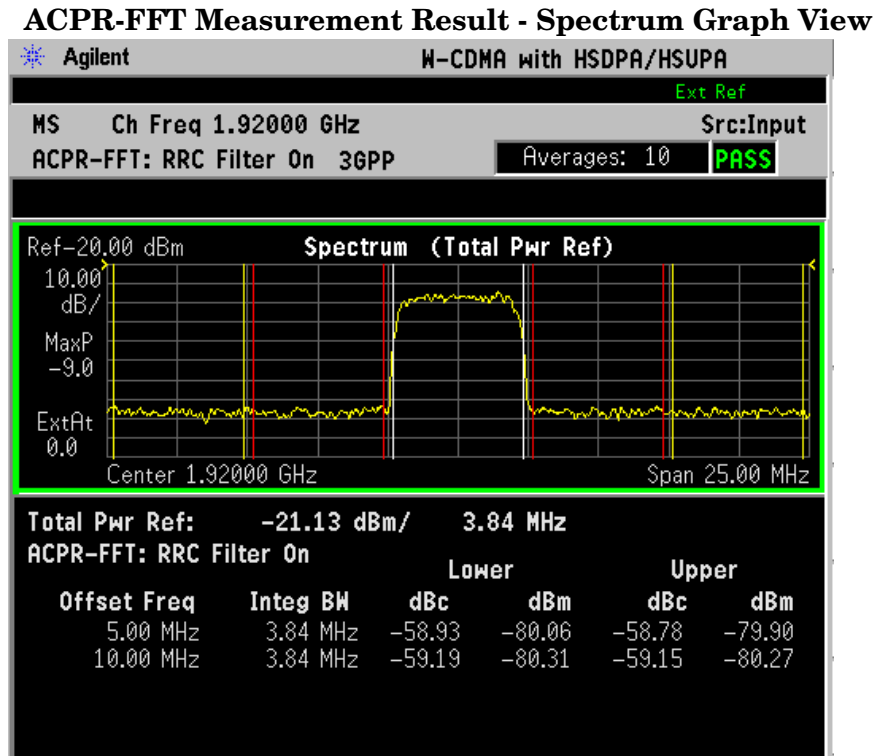 ACPR-FFT Measurement Result - Spectrum Graph View
Agilent W-CDMA with HSDPA/HSUPA
Ext Ref
MS Ch Freq 1.92000 GHz Src:Input
ACPR-FFT: RRC Filter On 3GPP Averages: 10 PASS
Ref-20.00 dBm Spectrum (Total Pwr Ref)
10.00
dB/
MaxP
-9.0
ExtAt
0.0
Center 1.92000 GHz Span 25.00 MHz
Total Pwr Ref: -21.13 dBm/ 3.84 MHz
ACPR-FFT: RRC Filter On
Lower Upper
Offset Freq Integ BW dBc dBm dBc dBm
5.00 MHz 3.84 MHz -58.93 -80.06 -58.78 -79.90
10.00 MHz 3.84 MHz -59.19 -80.31 -59.15 -80.27